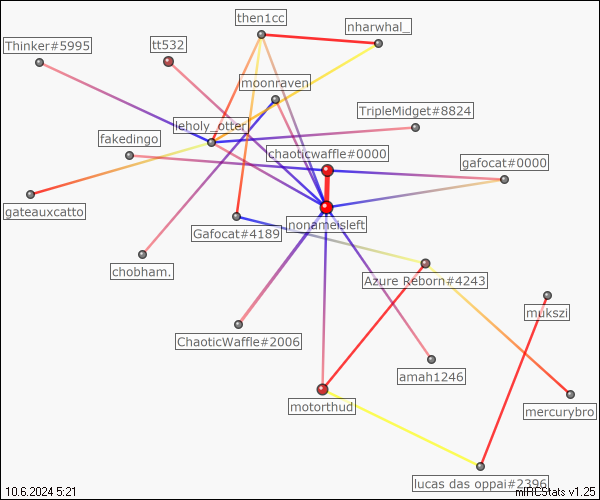 then1cc
nharwhal_
Thinker#5995
tt532
moonraven
TripleMidget#8824
leholy_otter
fakedingo
chaoticwaffle#0000
gafocat#0000
gateauxcatto
nonameisleft
Gafocat#4189
chobham.
Azure Reborn#4243
mukszi
ChaoticWaffle#2006
amah1246
motorthud
mercurybro
lucas das oppai#2396
10.6.2024 5:21
mIRCStats v1.25